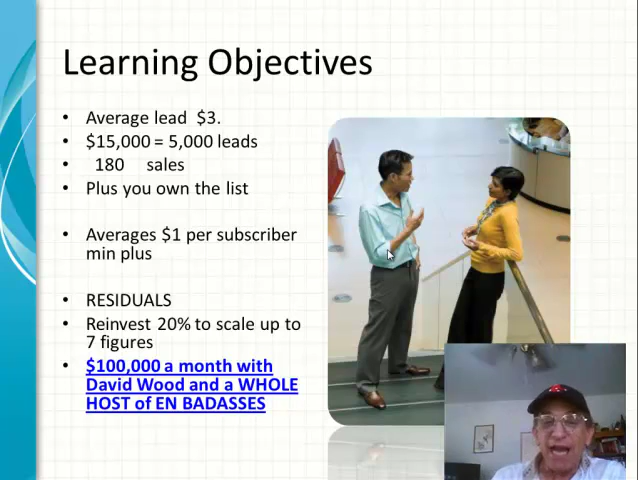 Learning Objectives
• Average lead $3.
• $15,000 = 5,000 leads
• 180 sales
• Plus you own the list
• Averages $1 per subscriber
min plus
• RESIDUALS
• Reinvest 20% to scale up to
7 figures
• $100,000 a month with
David Wood and a WHOLE
HOST of EN BADASSES